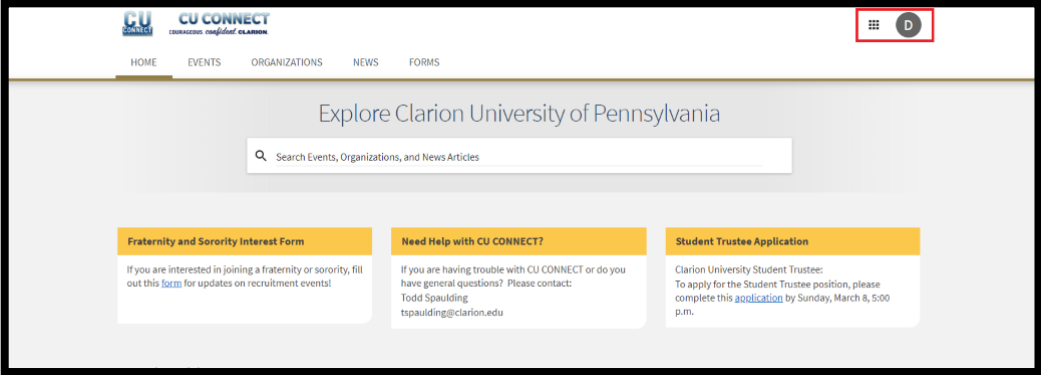 CU
CONNECT
CU CONNECT
COURAGEOUS confident CLARION.
D
HOME EVENTS ORGANIZATIONS NEWS FORMS
Explore Clarion University of Pennsylvania
Search Events, Organizations, and News Articles
Fraternity and Sorority Interest Form
If you are interested in joining a fraternity or sorority, fill
out this form for updates on recruitment events!
Need Help with CU CONNECT?
If you are having trouble with CU CONNECT or do you
have general questions? Please contact:
Todd Spaulding
tspaulding@clarion.edu
Student Trustee Application
Clarion University Student Trustee:
To apply for the Student Trustee position, please
complete this application by Sunday, March 8, 5:00
p.m.